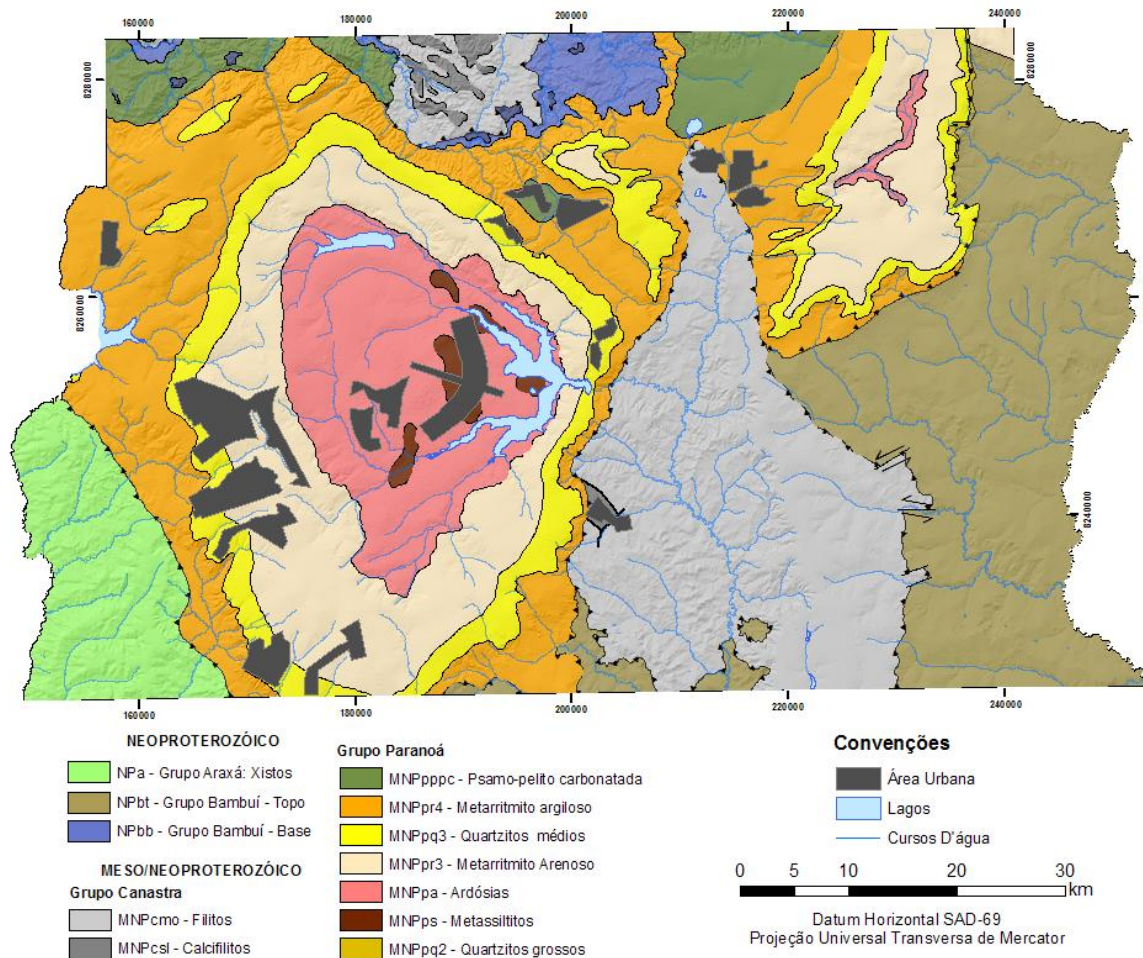 160000
180000
200000
220000
240000
8280000
8280000
8260000
8260000
8240000
160000
180000
200000
220000
240000
NEOPROTEROZÓICO
NPa - Grupo Araxá: Xistos
NPbt - Grupo Bambuí - Topo
NPbb - Grupo Bambuí - Base
MESO/NEOPROTEROZÓICO
Grupo Canastra
MNPcmo - Filitos
MNPcsl - Calcifilitos
Grupo Paranoá
MNPpppc - Psamo-pelito carbonatada
MNPpr4 - Metarritmito argiloso
MNPpq3 - Quartzitos médios
MNPpr3 - Metarritmito Arenoso
MNPpa - Ardósias
MNPps - Metassiltitos
MNPpq2 - Quartzitos grossos
Convenções
Área Urbana
Lagos
Cursos D'água
0 5 10 20 30
km
Datum Horizontal SAD-69
Projeção Universal Transversa de Mercator